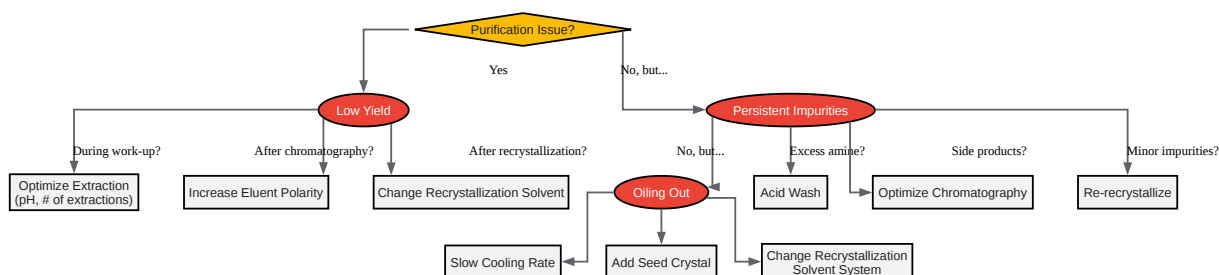 Purification Issue?
Yes
No, but...
Low Yield
Persistent Impurities
During work-up?
After chromatography?
After recrystallization?
No, but...
Excess amine?
Side products?
Minor impurities?
Optimize Extraction
(pH, # of extractions)
Increase Eluent Polarity
Change Recrystallization Solvent
Oiling Out
Acid Wash
Optimize Chromatography
Re-recrystallize
Slow Cooling Rate
Add Seed Crystal
Change Recrystallization
Solvent System